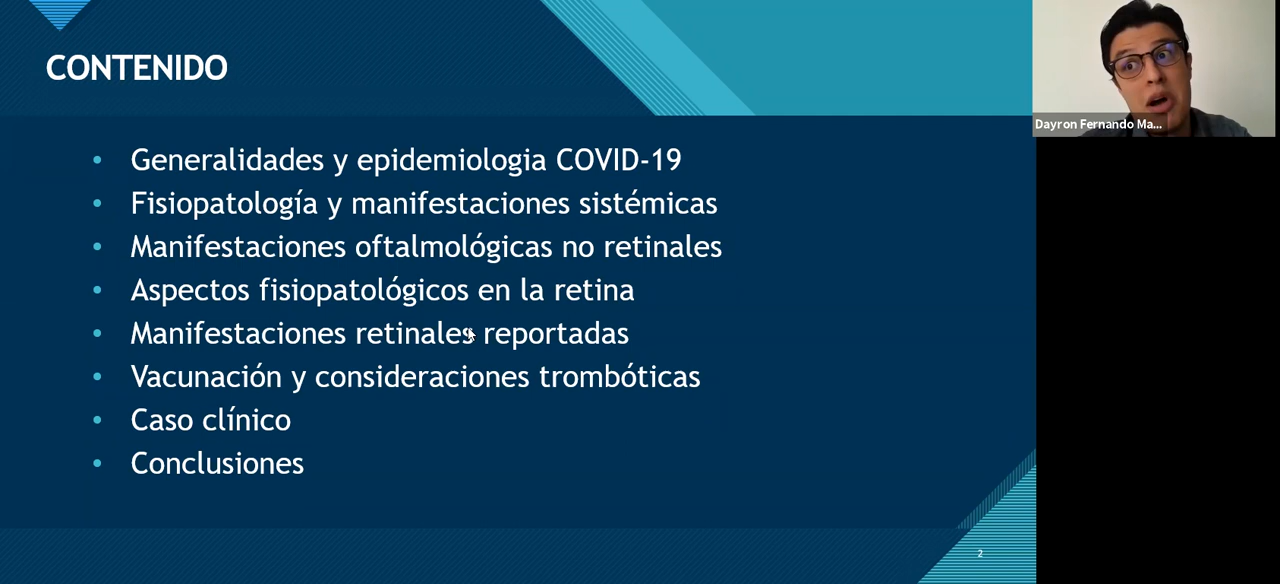 CONTENIDO
Dayron Fernando Ma...
• Generalidades y epidemiologia COVID-19
• Fisiopatología y manifestaciones sistémicas
• Manifestaciones oftalmológicas no retinales
• Aspectos fisiopatológicos en la retina
• Manifestaciones retinales reportadas
• Vacunación y consideraciones trombóticas
• Caso clínico
• Conclusiones
2